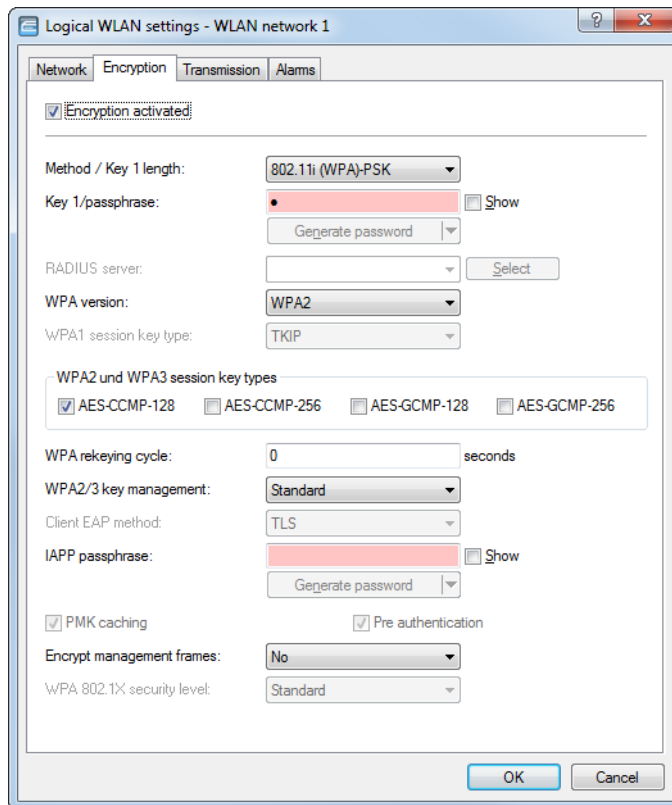 Logical WLAN settings - WLAN network 1
Network Encryption Transmission Alarms
Encryption activated
Method / Key 1 length: 802.11i (WPA)-PSK
Key 1/passphrase: ● Show
Generate password
RADIUS server: Select
WPA version: WPA2
WPA1 session key type: TKIP
WPA2 und WPA3 session key types
AES-CCMP-128 AES-CCMP-256 AES-GCMP-128 AES-GCMP-256
WPA rekeying cycle: 0 seconds
WPA2/3 key management: Standard
Client EAP method: TLS
IAPP passphrase: Show
Generate password
PMK caching Pre authentication
Encrypt management frames: No
WPA 802.1X security level: Standard
OK Cancel